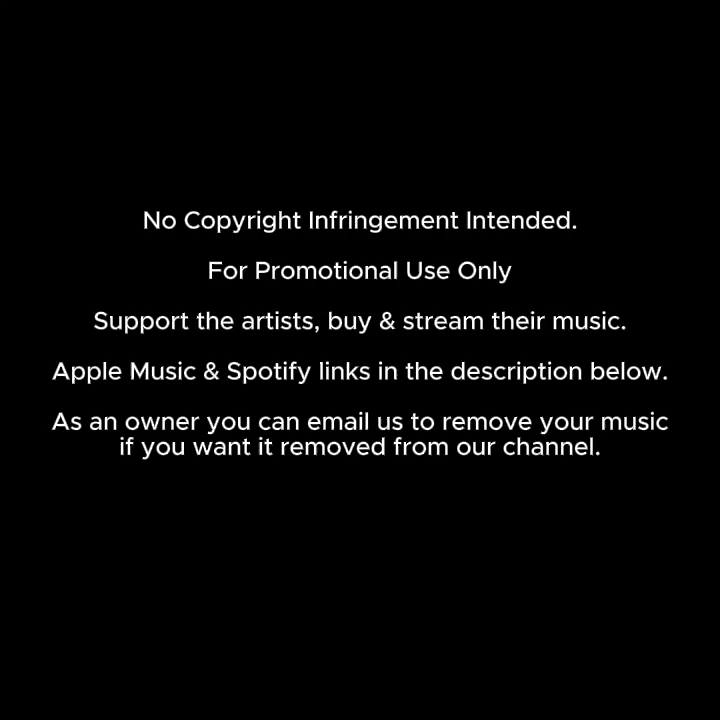 No Copyright Infringement Intended.
For Promotional Use Only
Support the artists, buy & stream their music.
Apple Music & Spotify links in the description below.
As an owner you can email us to remove your music
if you want it removed from our channel.